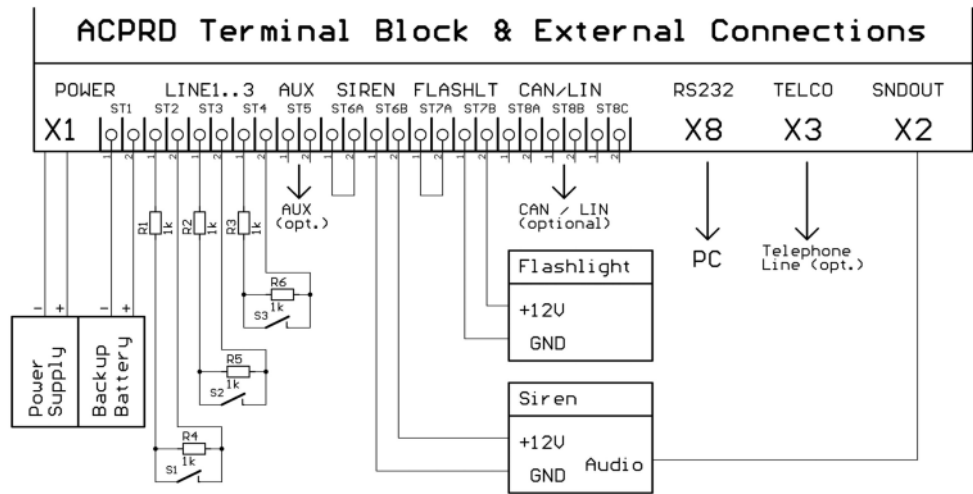 ACPRD Terminal Block & External Connections
POWER LINE1..3 AUX SIREN FLASHLT CAN/LIN RS232 TELCO SNDOUT
ST1 ST2 ST3 ST4 ST5 ST6A ST6B ST7A ST7B ST8A ST8B ST8C
X1 X8 X3 X2
1 2 1 2 1 2 1 2 1 2 1 2 1 2 1 2 1 2 1 2 1 2 1 2
R1 1k R2 1k R3 1k
AUX
(opt.)
CAN / LIN
(optional)
PC
Telephone
Line (opt.)
R6
1k
S3
Flashlight
+12V
GND
- + - +
Power
Supply
Backup
Battery
R5
1k
S2
Siren
+12V
GND
Audio
R4
1k
S1